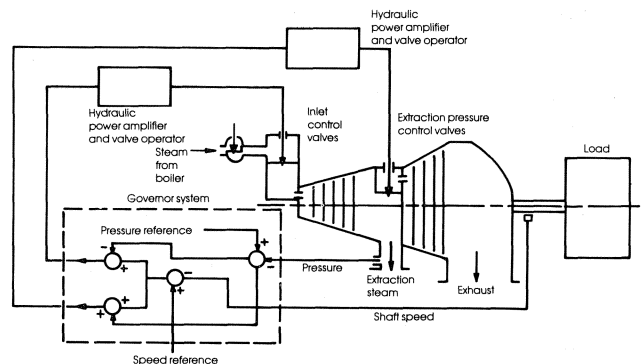 Hydraulic
power amplifier
and valve operator
Hydraulic
power amplifier
and valve operator
Inlet
control
valves
Extraction pressure
control valves
Load
Steam
from
boiler
Governor system
Pressure reference
+
-
+
-
-
+
+
+
Pressure
Extraction
steam
Exhaust
Shaft speed
Speed reference